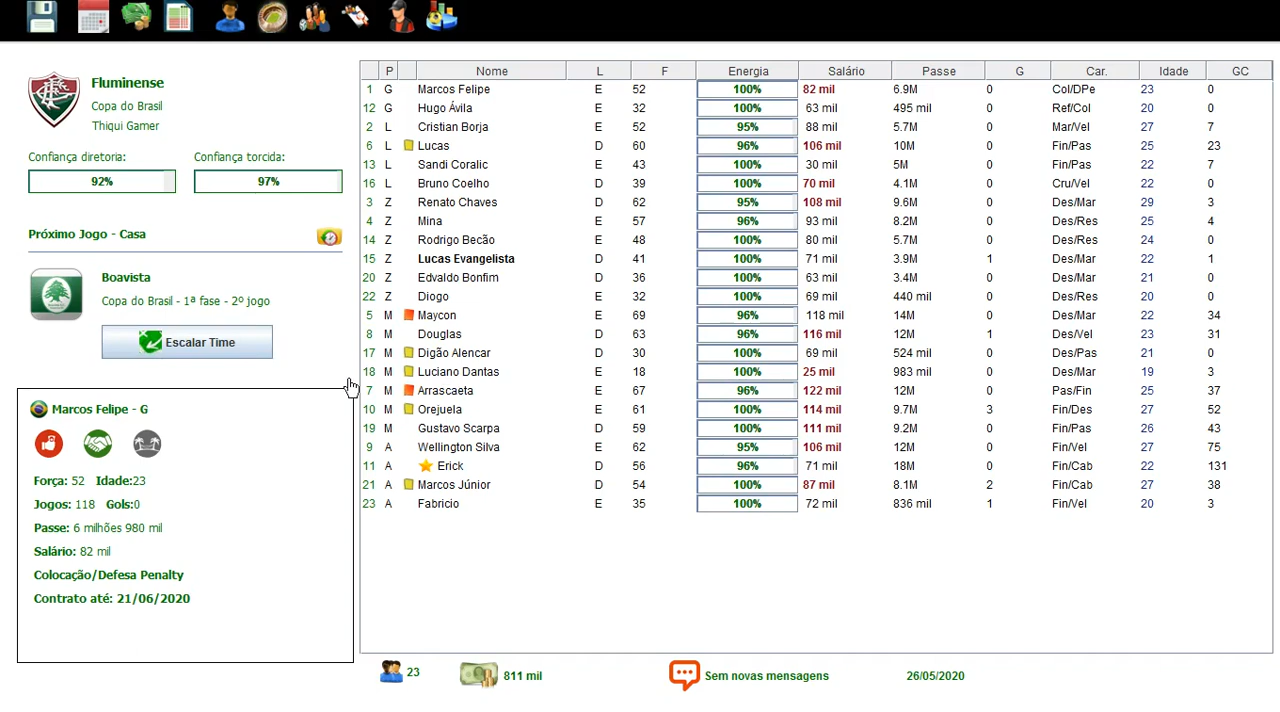 Fluminense
Copa do Brasil
Thiqui Gamer
Confiança diretoria: Confiança torcida:
92% 97%
Próximo Jogo - Casa
Boavista
Copa do Brasil - 1ª fase - 2º jogo
Escalar Time
Marcos Felipe - G
Força: 52 Idade:23
Jogos: 118 Gols:0
Passe: 6 milhões 980 mil
Salário: 82 mil
Colocação/Defesa Penalty
Contrato até: 21/06/2020
P Nome L F Energia Salário Passe G Car. Idade GC
1 G Marcos Felipe E 52 100% 82 mil 6.9M 0 Col/DPe 23 0
12 G Hugo Ávila E 32 100% 63 mil 495 mil 0 Ref/Col 20 0
2 L Cristian Borja E 52 95% 88 mil 5.7M 0 Mar/Vel 27 7
6 L Lucas D 60 96% 106 mil 10M 0 Fin/Pas 25 23
13 L Sandi Coralic E 43 100% 30 mil 5M 0 Fin/Pas 22 7
16 L Bruno Coelho D 39 100% 70 mil 4.1M 0 Cru/Vel 22 0
3 Z Renato Chaves D 62 95% 108 mil 9.6M 0 Des/Mar 29 3
4 Z Mina E 57 96% 93 mil 8.2M 0 Des/Res 25 4
14 Z Rodrigo Becão E 48 100% 80 mil 5.7M 0 Des/Res 24 0
15 Z Lucas Evangelista D 41 100% 71 mil 3.9M 1 Des/Mar 22 1
20 Z Edvaldo Bonfim D 36 100% 63 mil 3.4M 0 Des/Mar 21 0
22 Z Diogo E 32 100% 69 mil 440 mil 0 Des/Res 20 0
5 M Maycon E 69 96% 118 mil 14M 0 Des/Mar 22 34
8 M Douglas D 63 96% 116 mil 12M 1 Des/Vel 23 31
17 M Digão Alencar D 30 100% 69 mil 524 mil 0 Des/Pas 21 0
18 M Luciano Dantas E 18 100% 25 mil 983 mil 0 Des/Mar 19 3
7 M Arrascaeta E 67 96% 122 mil 12M 0 Pas/Fin 25 37
10 M Orejuela E 61 100% 114 mil 9.7M 3 Fin/Des 27 52
19 M Gustavo Scarpa D 59 100% 111 mil 9.2M 0 Fin/Pas 26 43
9 A Wellington Silva E 62 95% 106 mil 12M 0 Fin/Vel 27 75
11 A Erick D 56 96% 71 mil 18M 0 Fin/Cab 22 131
21 A Marcos Júnior D 54 100% 87 mil 8.1M 2 Fin/Cab 27 38
23 A Fabricio E 35 100% 72 mil 836 mil 1 Fin/Vel 20 3
23 811 mil Sem novas mensagens 26/05/2020